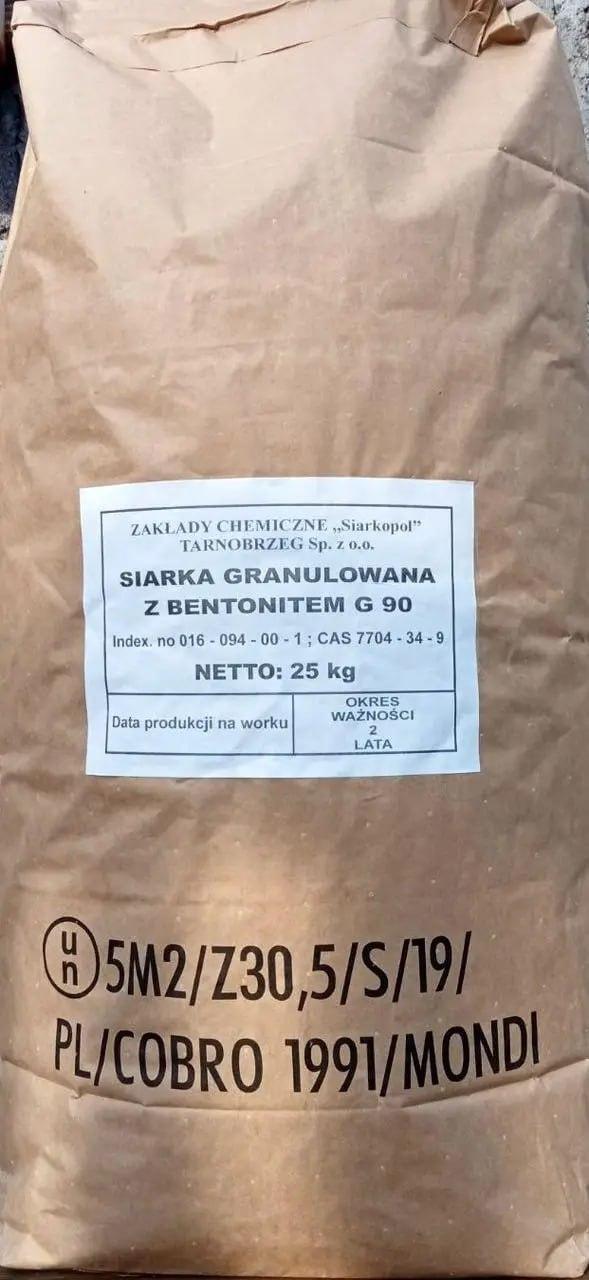 ZAKŁADY CHEMICZNE „Siarkopol”
TARNOBRZEG Sp. z o.o.
SIARKA GRANULOWANA
Z BENTONITEM G 90
Index. no 016 - 094 - 00 - 1 ; CAS 7704 - 34 - 9
NETTO: 25 kg
Data produkcji na worku
OKRES
WAŻNOŚCI
2
LATA
un 5M2/Z30,5/S/19/
PL/COBRO 1991/MONDI